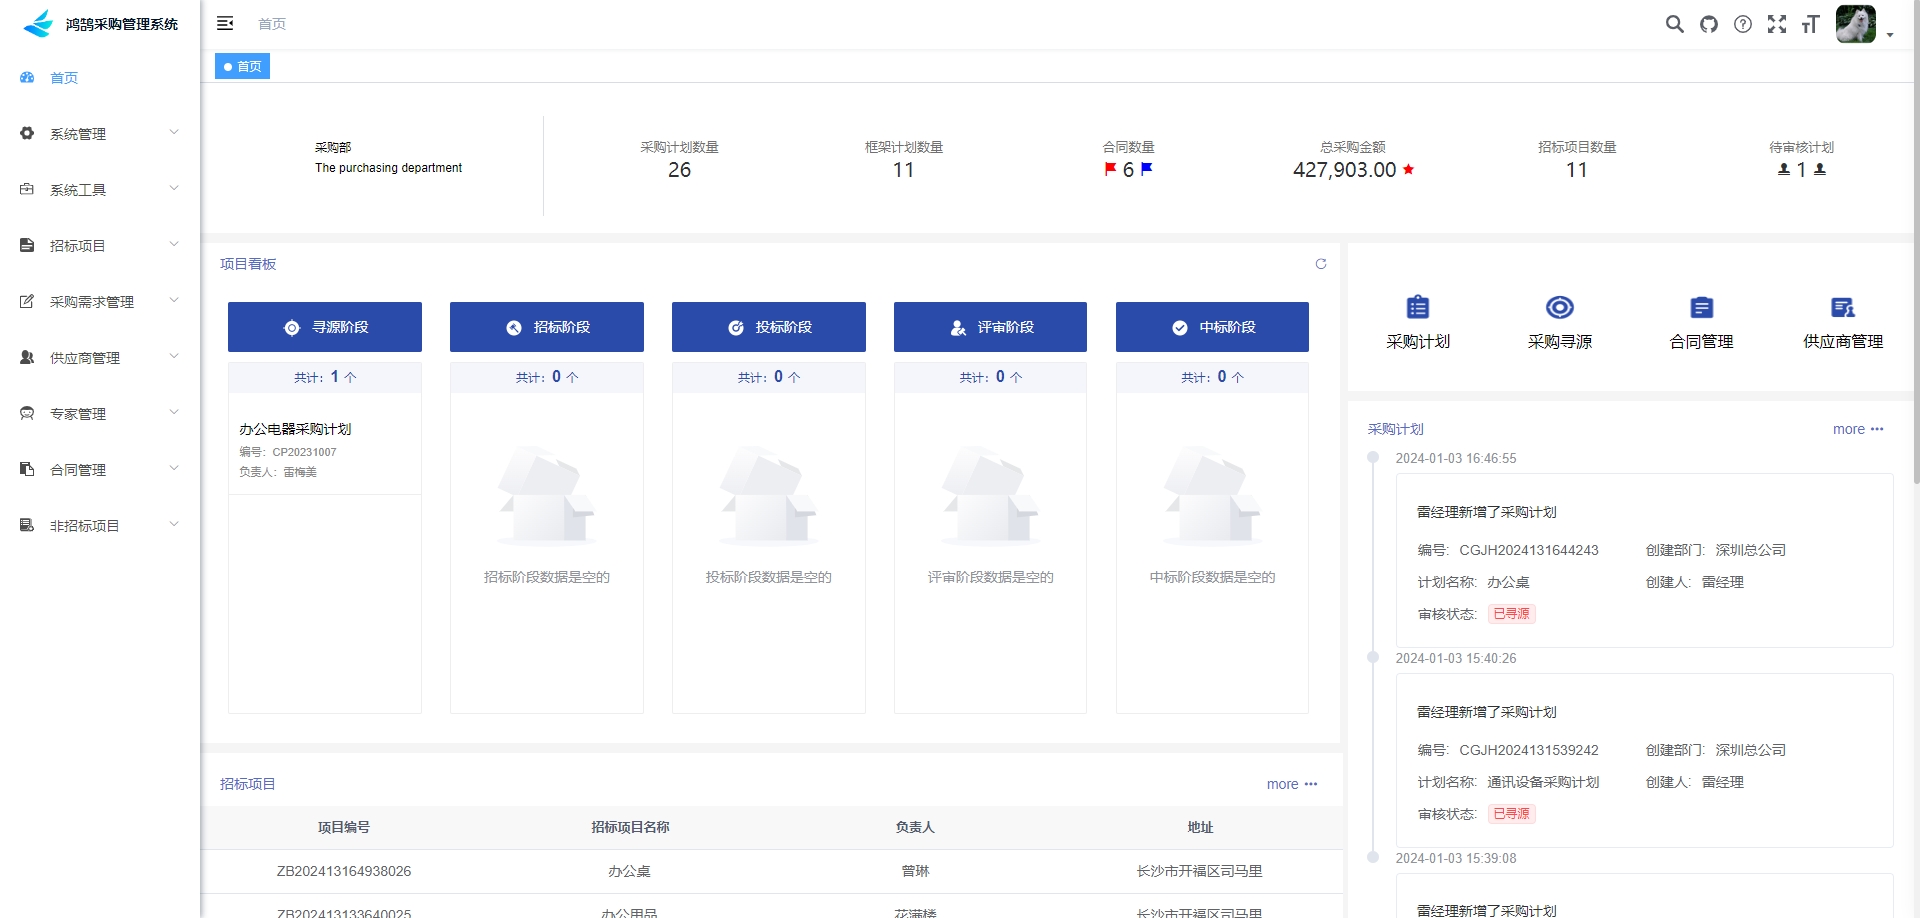 鸿鹄采购管理系统
首页
系统管理
系统工具
招标项目
采购需求管理
供应商管理
专家管理
合同管理
非招标项目
首页
首页
采购部
The purchasing department
采购计划数量
26
框架计划数量
11
合同数量
6
总采购金额
427,903.00
招标项目数量
11
待审核计划
1
项目看板
寻源阶段
招标阶段
投标阶段
评审阶段
中标阶段
共计：1 个
共计：0 个
共计：0 个
共计：0 个
共计：0 个
办公电器采购计划
编号：CP20231007
负责人：雷梅美
招标阶段数据是空的
投标阶段数据是空的
评审阶段数据是空的
中标阶段数据是空的
采购计划
采购寻源
合同管理
供应商管理
采购计划
more
2024-01-03 16:46:55
雷经理新增了采购计划
编号: CGJH2024131644243
创建部门: 深圳总公司
计划名称: 办公桌
创建人: 雷经理
审核状态: 已寻源
2024-01-03 15:40:26
雷经理新增了采购计划
编号: CGJH2024131539242
创建部门: 深圳总公司
计划名称: 通讯设备采购计划
创建人: 雷经理
审核状态: 已寻源
2024-01-03 15:39:08
雷经理新增了采购计划
招标项目
more
项目编号 招标项目名称 负责人 地址
ZB202413164938026 办公桌 曾琳 长沙市开福区司马里
ZB202413133640025 办公用品 花满楼 长沙市开福区司马里